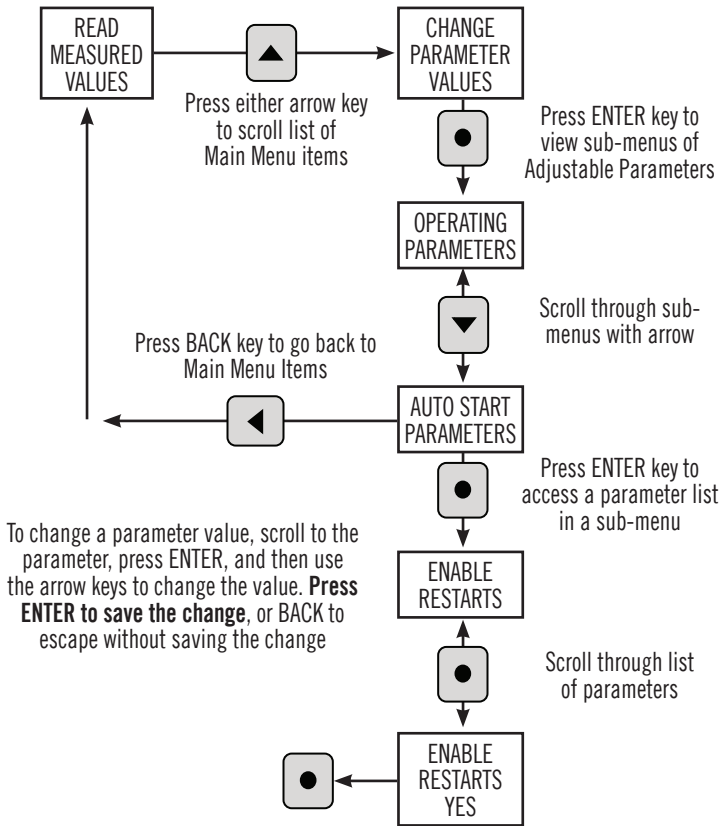 READ
MEASURED
VALUES
CHANGE
PARAMETER
VALUES
Press either arrow key
to scroll list of
Main Menu items
Press ENTER key to
view sub-menus of
Adjustable Parameters
OPERATING
PARAMETERS
Scroll through sub-
menus with arrow
Press BACK key to go back to
Main Menu Items
AUTO START
PARAMETERS
Press ENTER key to
access a parameter list
in a sub-menu
To change a parameter value, scroll to the
parameter, press ENTER, and then use
the arrow keys to change the value. Press
ENTER to save the change, or BACK to
escape without saving the change
ENABLE
RESTARTS
Scroll through list
of parameters
ENABLE
RESTARTS
YES